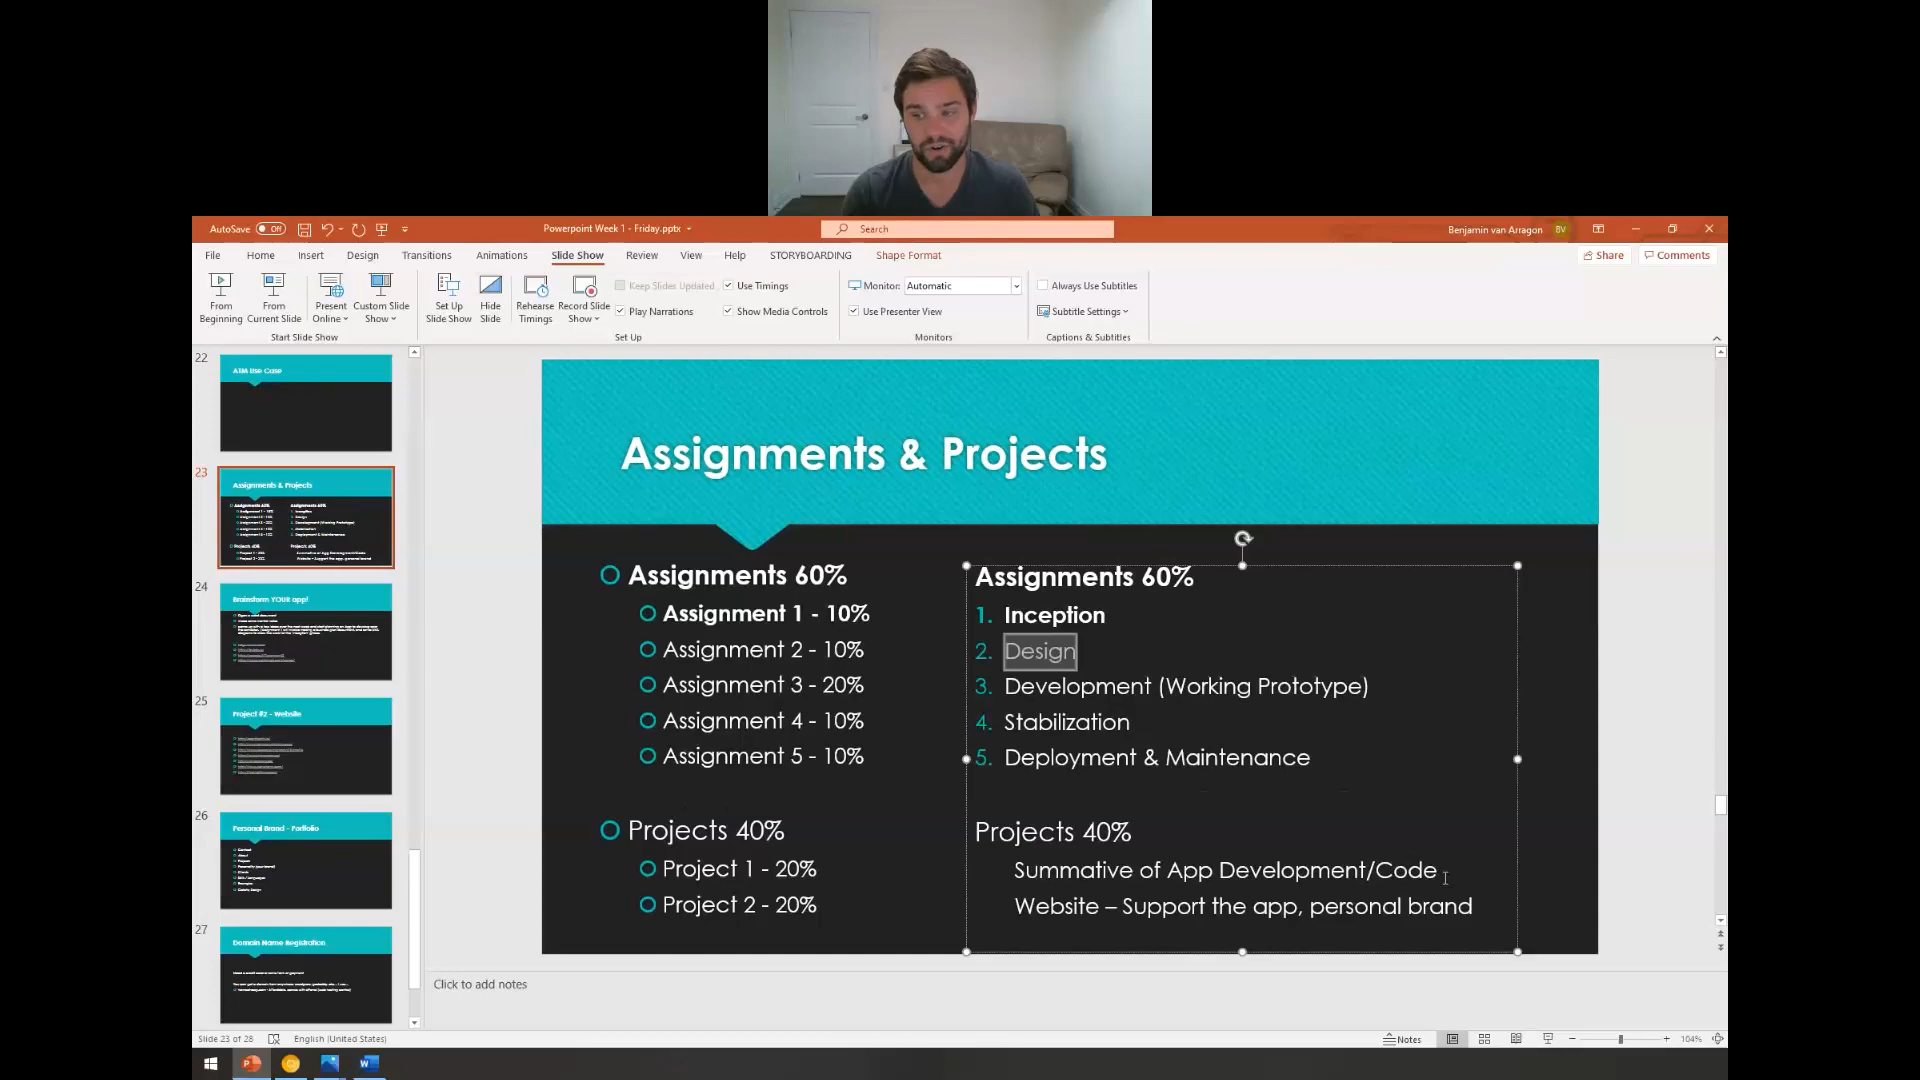 AutoSave Off Powerpoint Week 1 - Friday.pptx Search Benjamin van Arragon BV
File Home Insert Design Transitions Animations Slide Show Review View Help STORYBOARDING Shape Format Share Comments
From Beginning
From Current Slide
Present Online
Custom Slide Show
Set Up Slide Show
Hide Slide
Rehearse Timings
Record Slide Show
Keep Slides Updated
Play Narrations
Use Timings
Show Media Controls
Monitor: Automatic
Use Presenter View
Always Use Subtitles
Subtitle Settings
Start Slide Show Set Up Monitors Captions & Subtitles
22
ATM Use Case
23
Assignments & Projects
24
Brainstorm YOUR app!
25
Project #2 - Website
26
Personal Brand - Portfolio
27
Domain Name Registration
Assignments & Projects
Assignments 60%
Assignment 1 - 10%
Assignment 2 - 10%
Assignment 3 - 20%
Assignment 4 - 10%
Assignment 5 - 10%
Projects 40%
Project 1 - 20%
Project 2 - 20%
Assignments 60%
1. Inception
2. Design
3. Development (Working Prototype)
4. Stabilization
5. Deployment & Maintenance
Projects 40%
Summative of App Development/Code
Website – Support the app, personal brand
Click to add notes
Slide 23 of 28 English (United States) Notes 104%